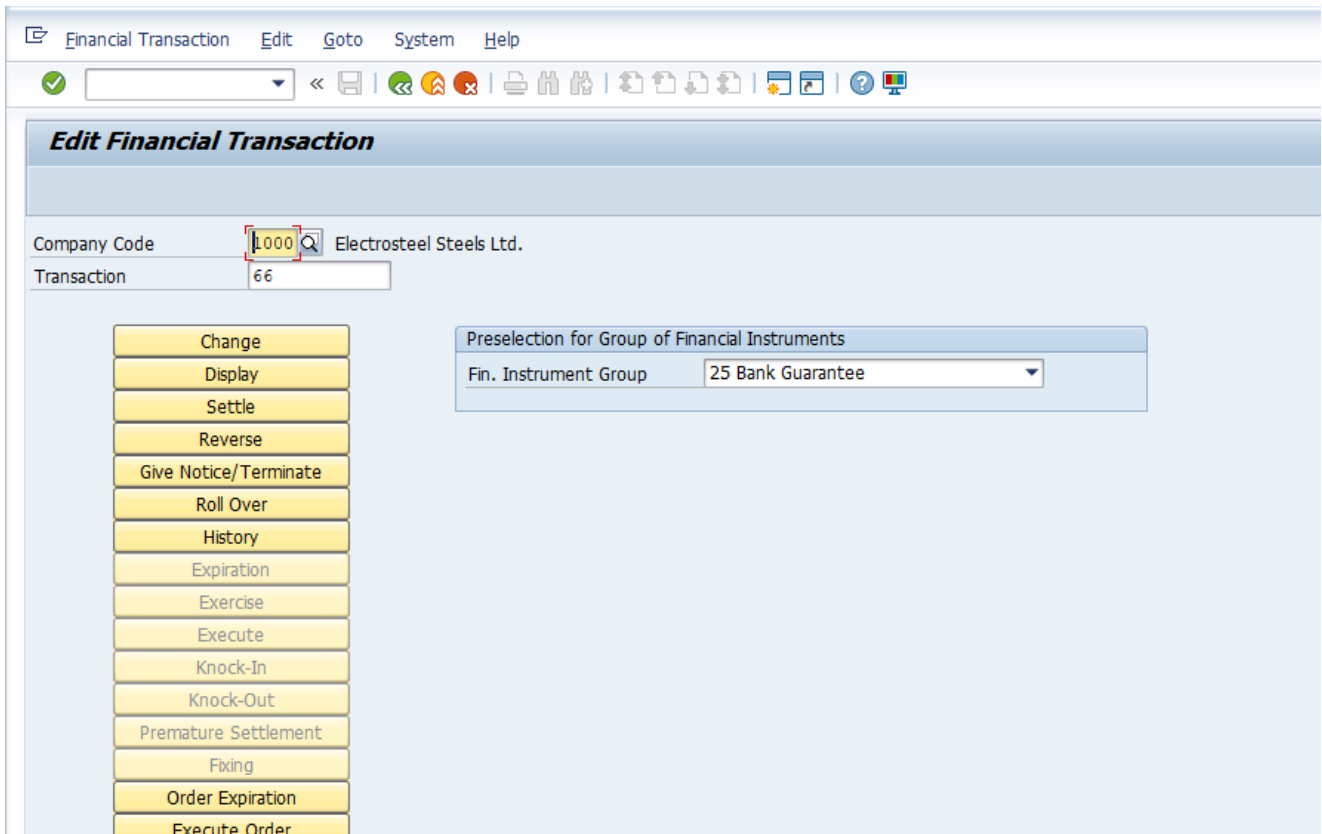 Financial Transaction Edit Goto System Help
Edit Financial Transaction
Company Code 1000 Electrosteel Steels Ltd.
Transaction 66
Change
Preselection for Group of Financial Instruments
Display
Fin. Instrument Group 25 Bank Guarantee
Settle
Reverse
Give Notice/Terminate
Roll Over
History
Expiration
Exercise
Execute
Knock-In
Knock-Out
Premature Settlement
Fixing
Order Expiration
Execute Order